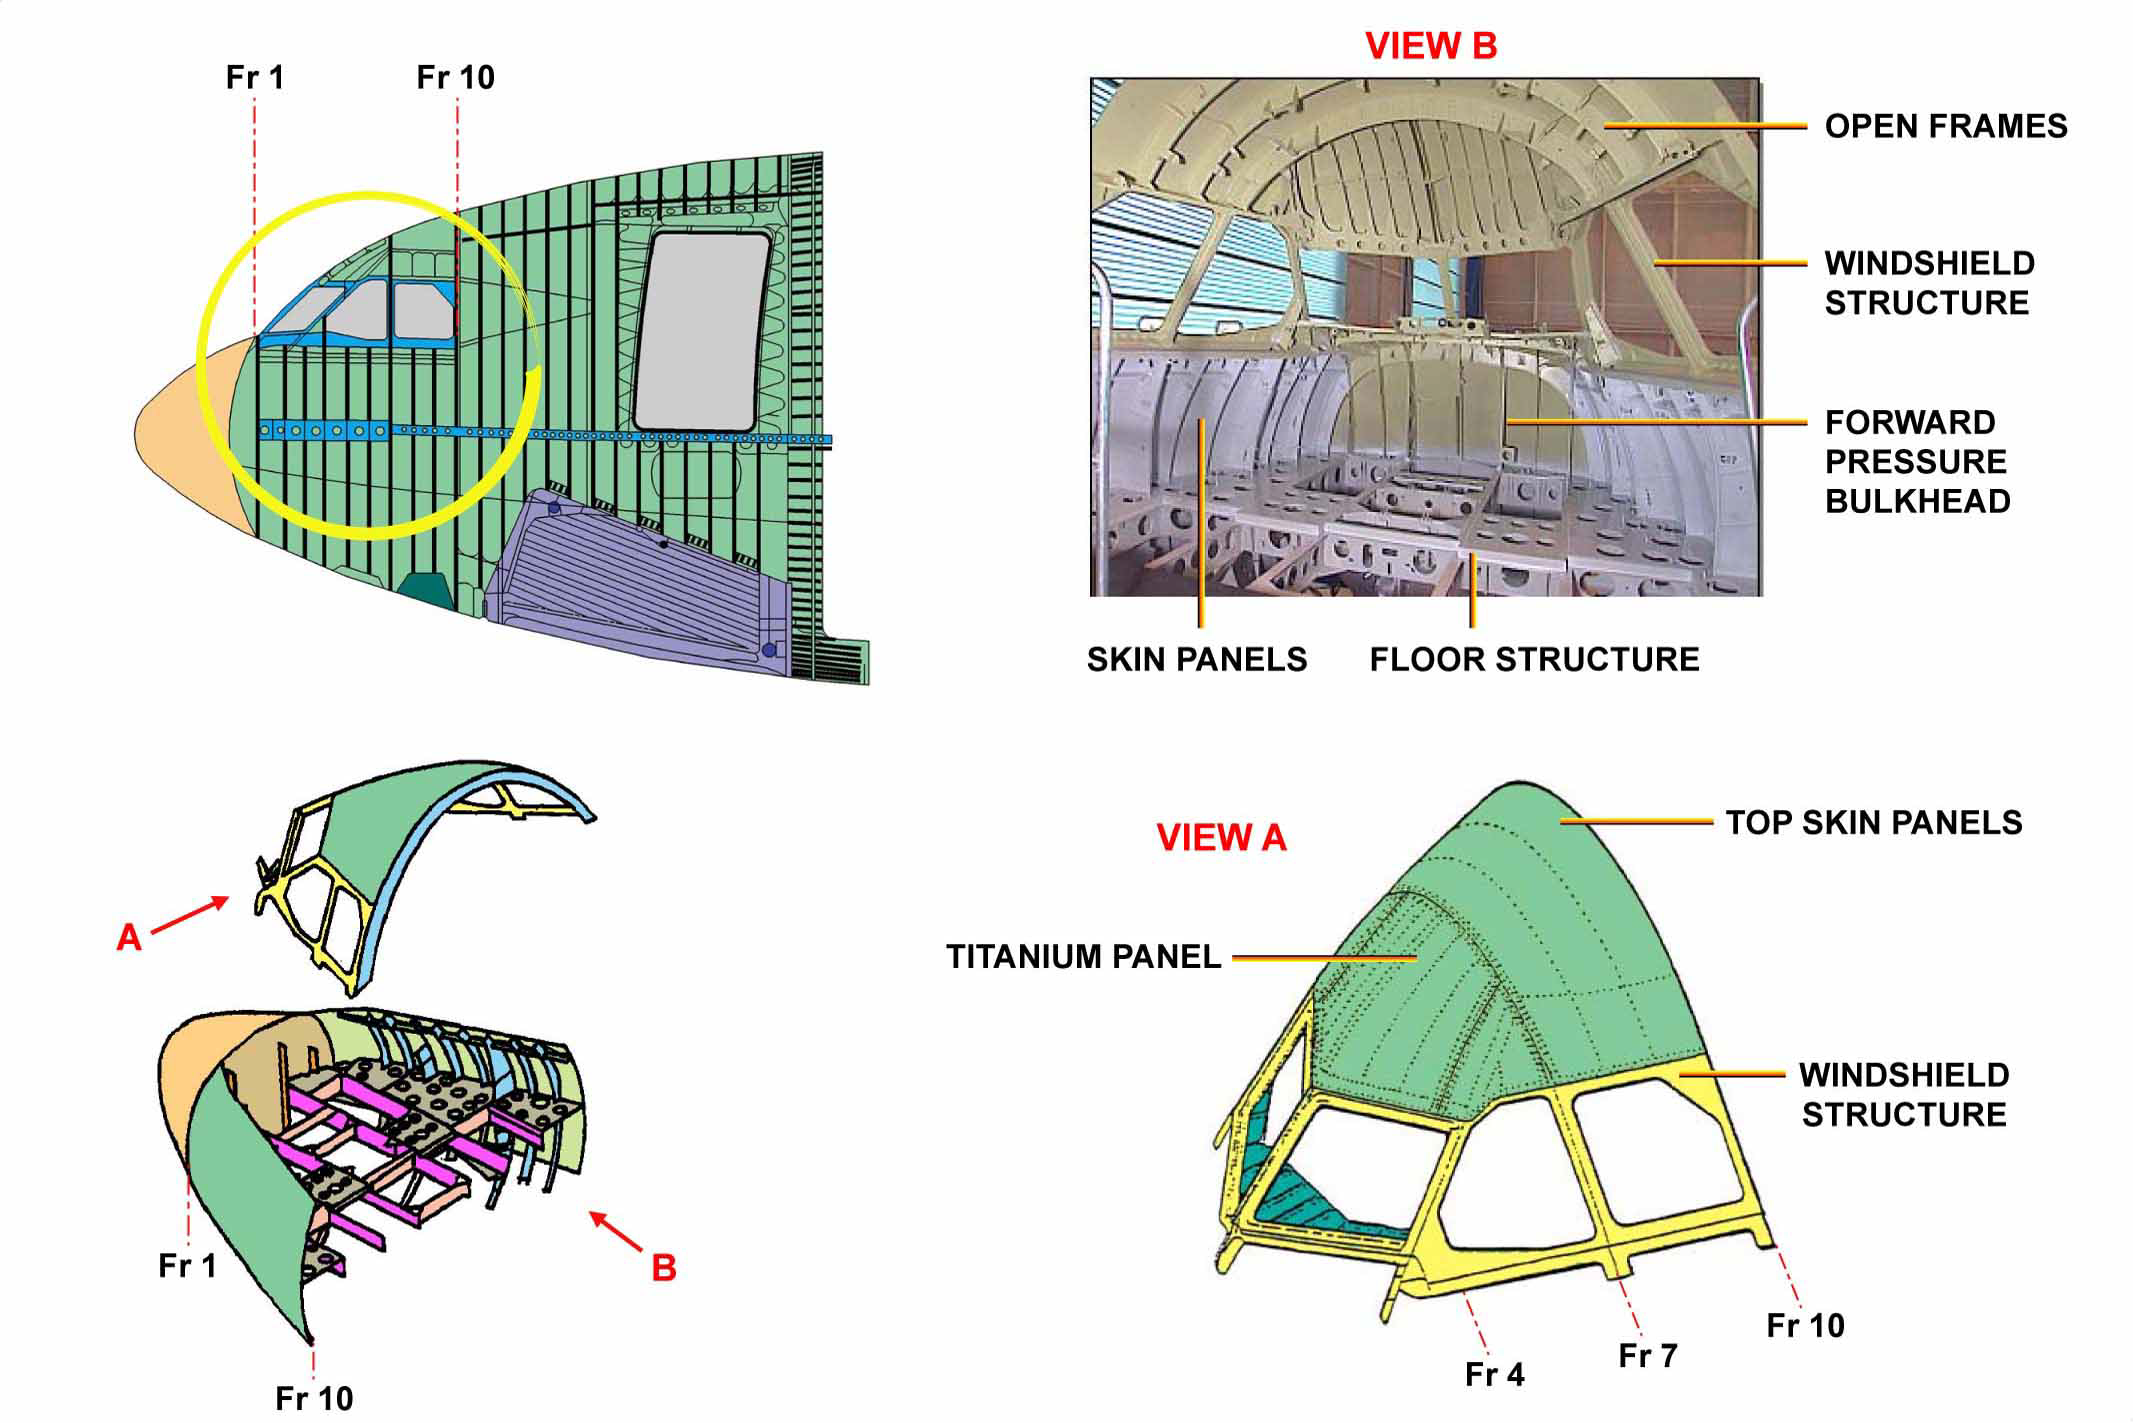 Fr 1
Fr 10
VIEW B
OPEN FRAMES
WINDSHIELD
STRUCTURE
FORWARD
PRESSURE
BULKHEAD
SKIN PANELS
FLOOR STRUCTURE
A
B
Fr 1
Fr 10
VIEW A
TOP SKIN PANELS
TITANIUM PANEL
WINDSHIELD
STRUCTURE
Fr 10
Fr 7
Fr 4